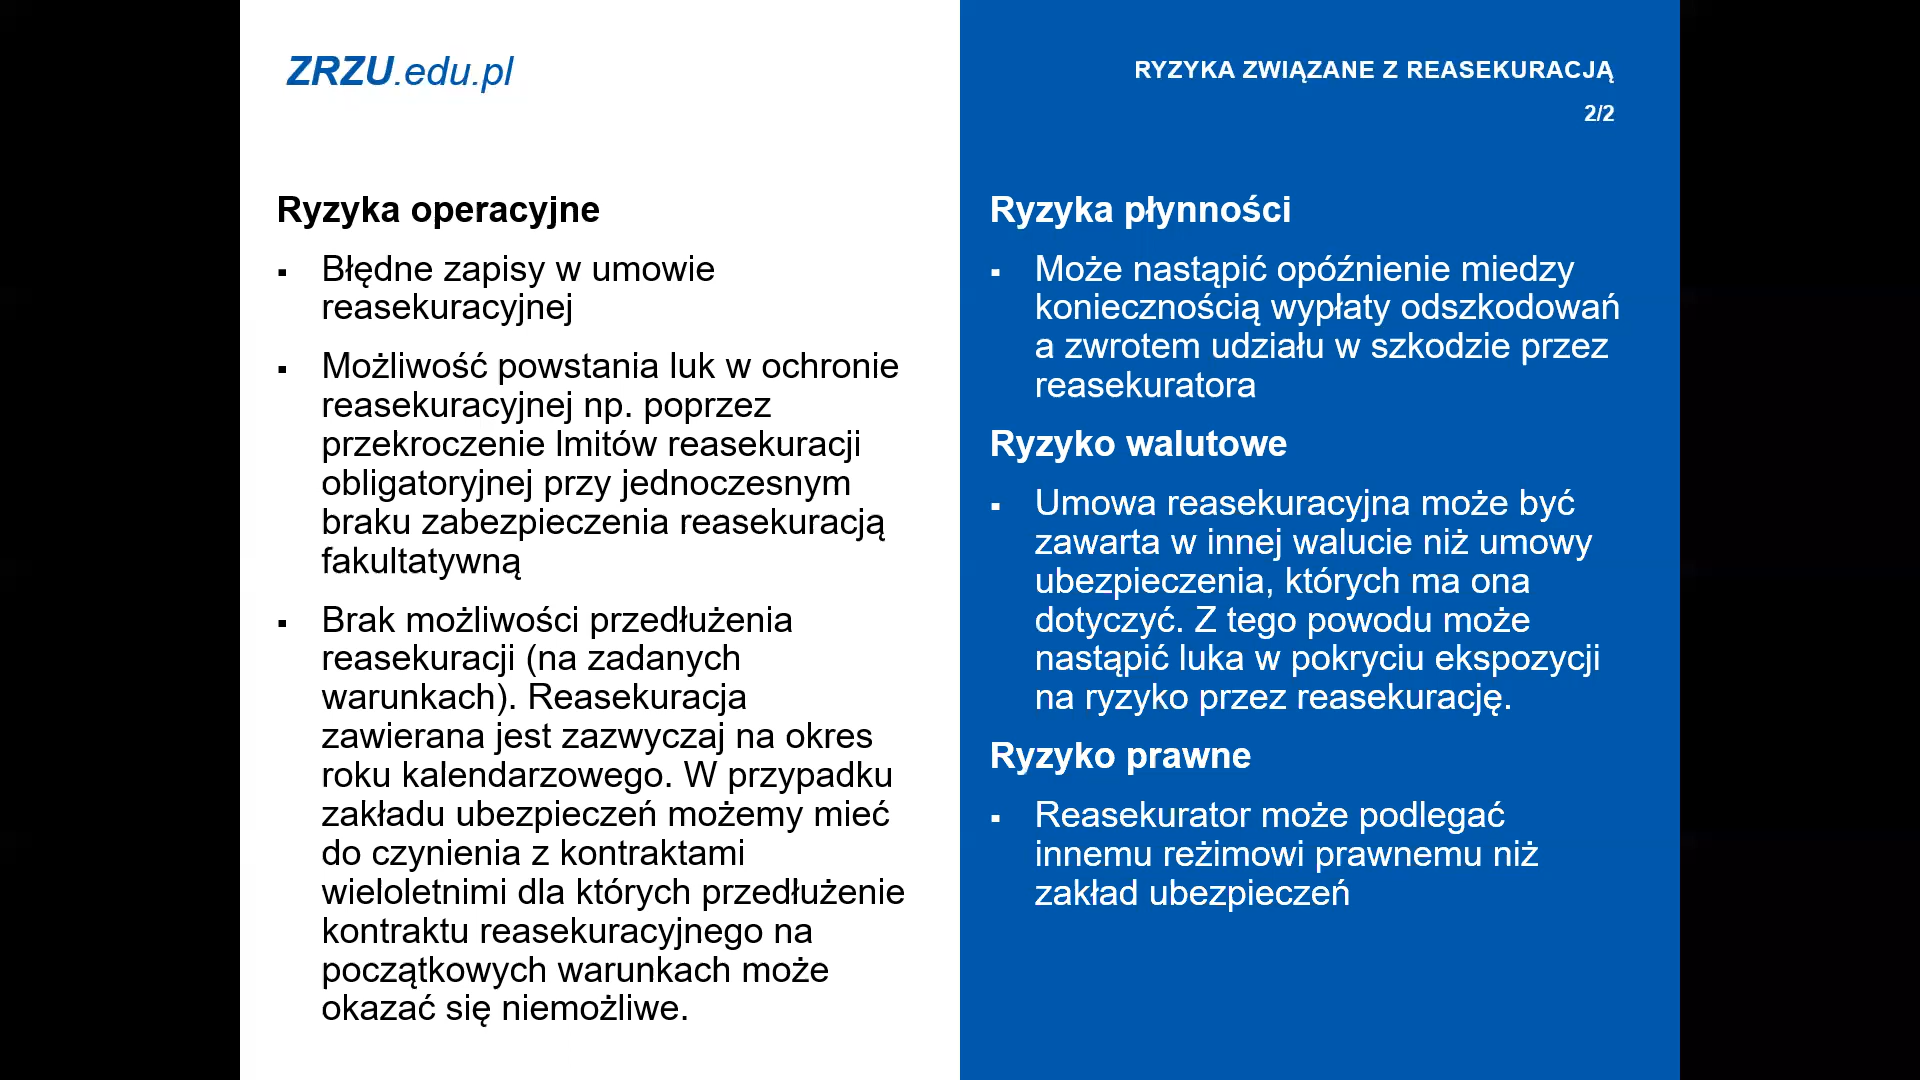 ZRZU.edu.pl
RYZYKA ZWIĄZANE Z REASEKURACJĄ
2/2
Ryzyka operacyjne
▪ Błędne zapisy w umowie
reasekuracyjnej
▪ Możliwość powstania luk w ochronie
reasekuracyjnej np. poprzez
przekroczenie lmitów reasekuracji
obligatoryjnej przy jednoczesnym
braku zabezpieczenia reasekuracją
fakultatywną
▪ Brak możliwości przedłużenia
reasekuracji (na zadanych
warunkach). Reasekuracja
zawierana jest zazwyczaj na okres
roku kalendarzowego. W przypadku
zakładu ubezpieczeń możemy mieć
do czynienia z kontraktami
wieloletnimi dla których przedłużenie
kontraktu reasekuracyjnego na
początkowych warunkach może
okazać się niemożliwe.
Ryzyka płynności
▪ Może nastąpić opóźnienie miedzy
koniecznością wypłaty odszkodowań
a zwrotem udziału w szkodzie przez
reasekuratora
Ryzyko walutowe
▪ Umowa reasekuracyjna może być
zawarta w innej walucie niż umowy
ubezpieczenia, których ma ona
dotyczyć. Z tego powodu może
nastąpić luka w pokryciu ekspozycji
na ryzyko przez reasekurację.
Ryzyko prawne
▪ Reasekurator może podlegać
innemu reżimowi prawnemu niż
zakład ubezpieczeń